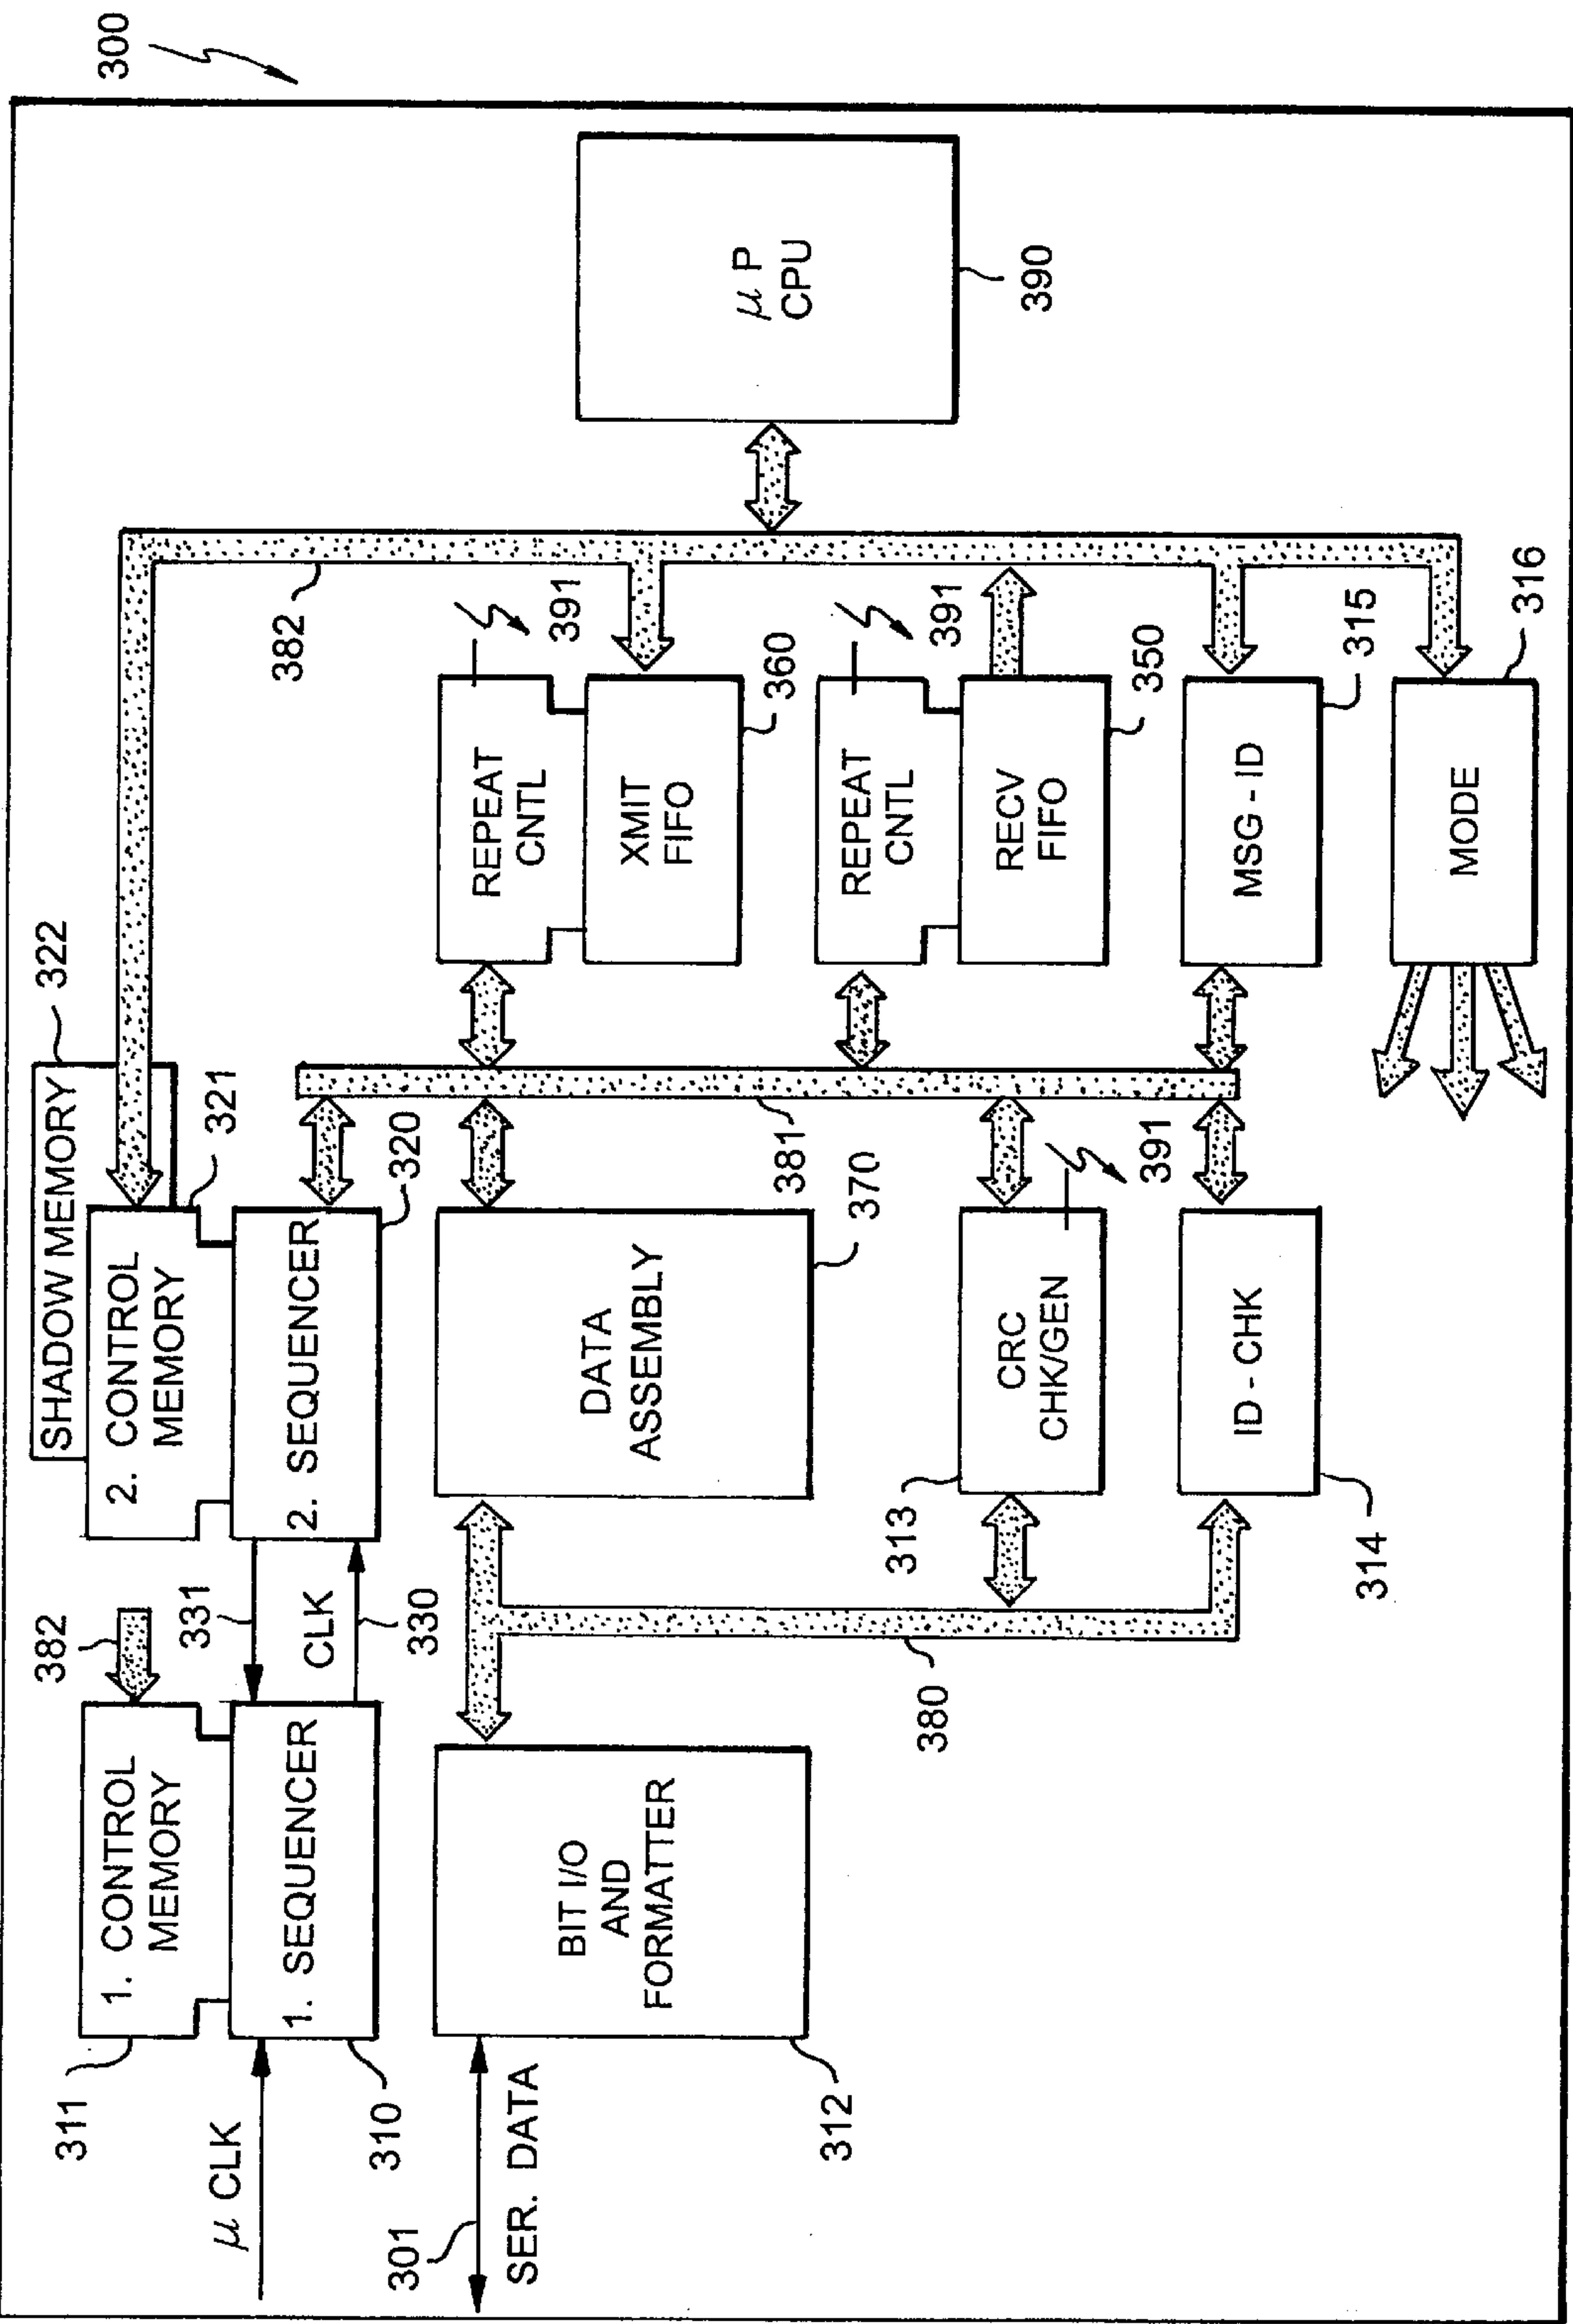 300
SHADOW MEMORY
322
382
2. CONTROL
MEMORY
321
1. CONTROL
MEMORY
311
331
382
μ CLK
1. SEQUENCER
310
CLK
330
2. SEQUENCER
320
REPEAT
CNTL
391
XMIT
FIFO
360
μ P
CPU
390
301
SER. DATA
BIT I/O
AND
FORMATTER
312
DATA
ASSEMBLY
370
381
REPEAT
CNTL
391
RECV
FIFO
350
380
313
CRC
CHK/GEN
391
314
ID - CHK
MSG - ID
315
MODE
316